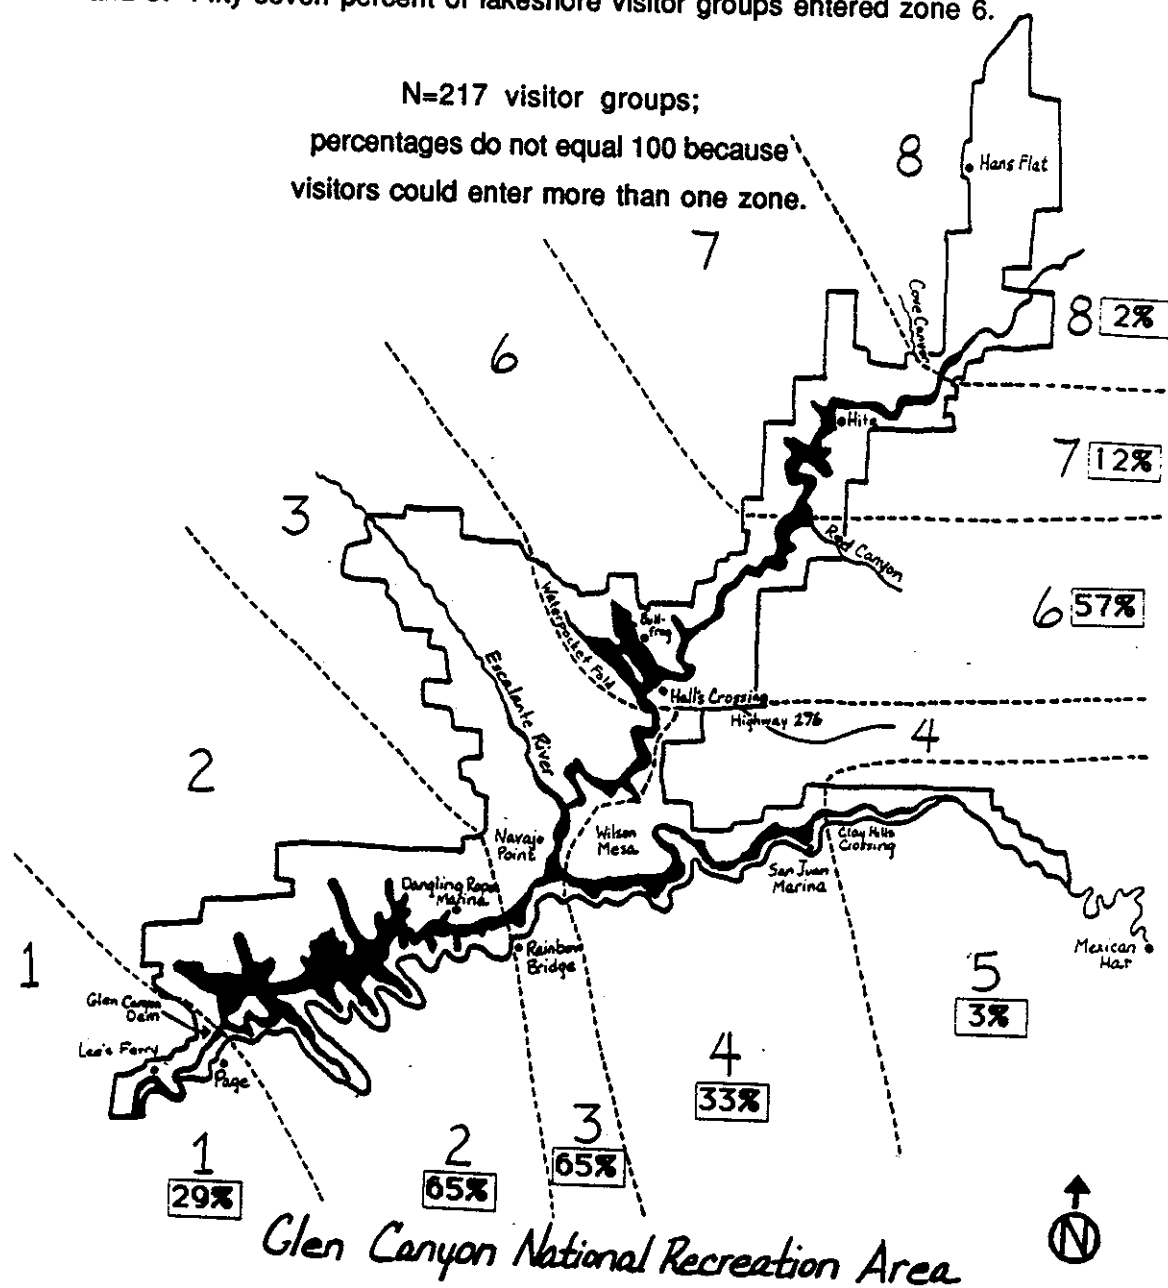 and 3. Fifty-seven percent of lakeshore visitor groups entered zone 6.
N=217 visitor groups;
percentages do not equal 100 because
visitors could enter more than one zone.
8
Hans Flat
7
Cove Canyon
8 2%
6
Hite
7 12%
3
Red Canyon
6 57%
Waterpocket Fold
Bull-
frog
Escalante River
Hall's Crossing
Highway 276
4
2
Navajo
Point
Wilson
Mesa
Clay Hills
Crossing
San Juan
Marina
Dangling Rope
Marina
Rainbow
Bridge
Mexican
Hat
1
5
3%
Glen Canyon
Dam
Lee's Ferry
Page
4
33%
1
29%
2
65%
3
65%
N
Glen Canyon National Recreation Area